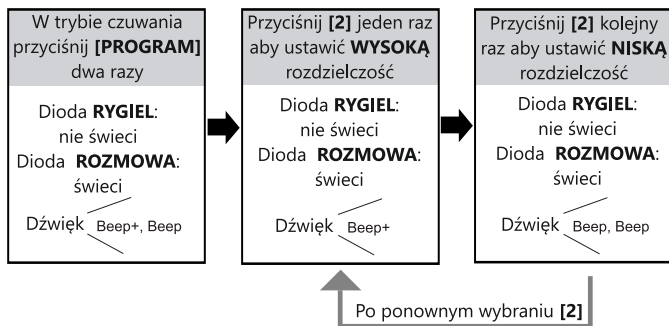 W trybie czuwania
przyciśnij [PROGRAM]
dwa razy
Dioda RYGIEL:
nie świeci
Dioda ROZMOWA:
świeci
Dźwięk Beep+, Beep
Przyciśnij [2] jeden raz
aby ustawić WYSOKĄ
rozdzielczość
Dioda RYGIEL:
nie świeci
Dioda ROZMOWA:
świeci
Dźwięk Beep+
Przyciśnij [2] kolejny
raz aby ustawić NISKĄ
rozdzielczość
Dioda RYGIEL:
nie świeci
Dioda ROZMOWA:
świeci
Dźwięk Beep, Beep
Po ponownym wybraniu [2]